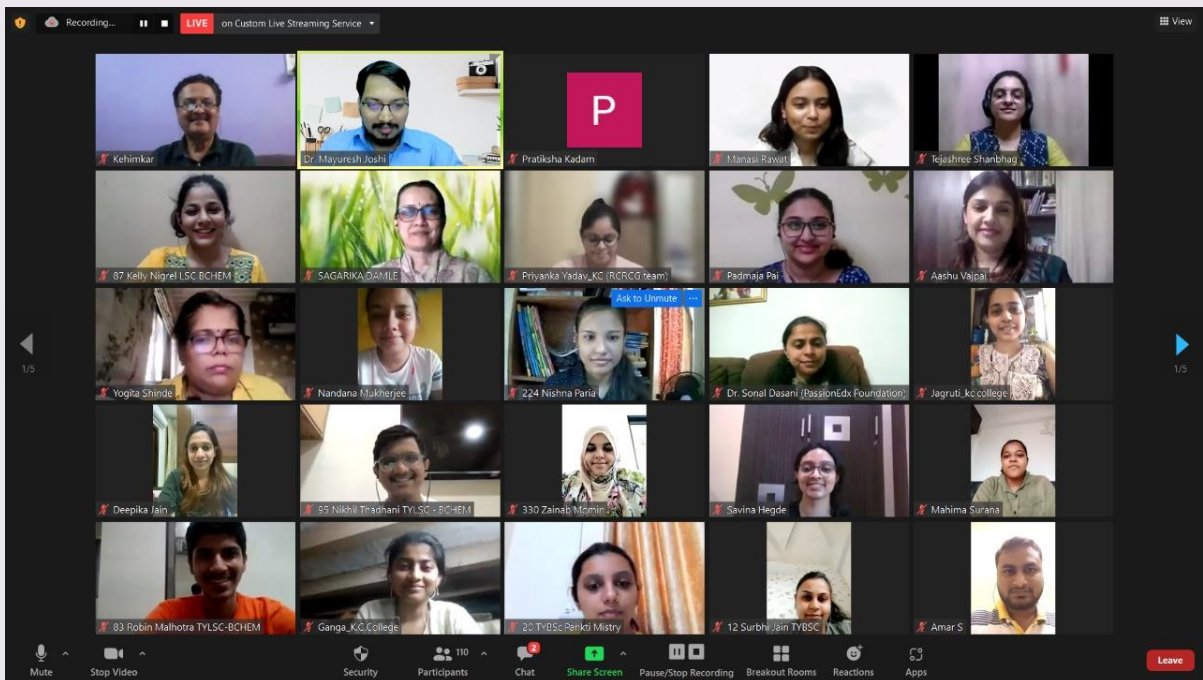 Recording...
LIVE on Custom Live Streaming Service
View
Kehimkar
Dr. Mayuresh Joshi
P
Pratiksha Kadam
Manasi Rawat
Tejashree Shanbhag
87 Kelly Nigrel LSC BCHEM
SAGARIKA DAMLE
Priyanka Yadav_KC (RCRCG team)
Padmaja Pai
Aashu Vajpai
Yogita Shinde
Nandana Mukherjee
Ask to Unmute ...
224 Nishna Paria
Dr. Sonal Dasani (PassionEdx Foundation)
Jagruti_kc college
1/5
1/5
Deepika Jain
95 Nikhil Thadhani TYLSC - BCHEM
330 Zainab Momin
Savina Hegde
Mahima Surana
83 Robin Malhotra TYLSC-BCHEM
Ganga_K.C.College
20 TYBSc Pankti Mistry
12 Surbhi Jain TYBSC
Amar S
Mute
Stop Video
Security
Participants 110
Chat 2
Share Screen
Pause/Stop Recording
Breakout Rooms
Reactions
Apps
Leave